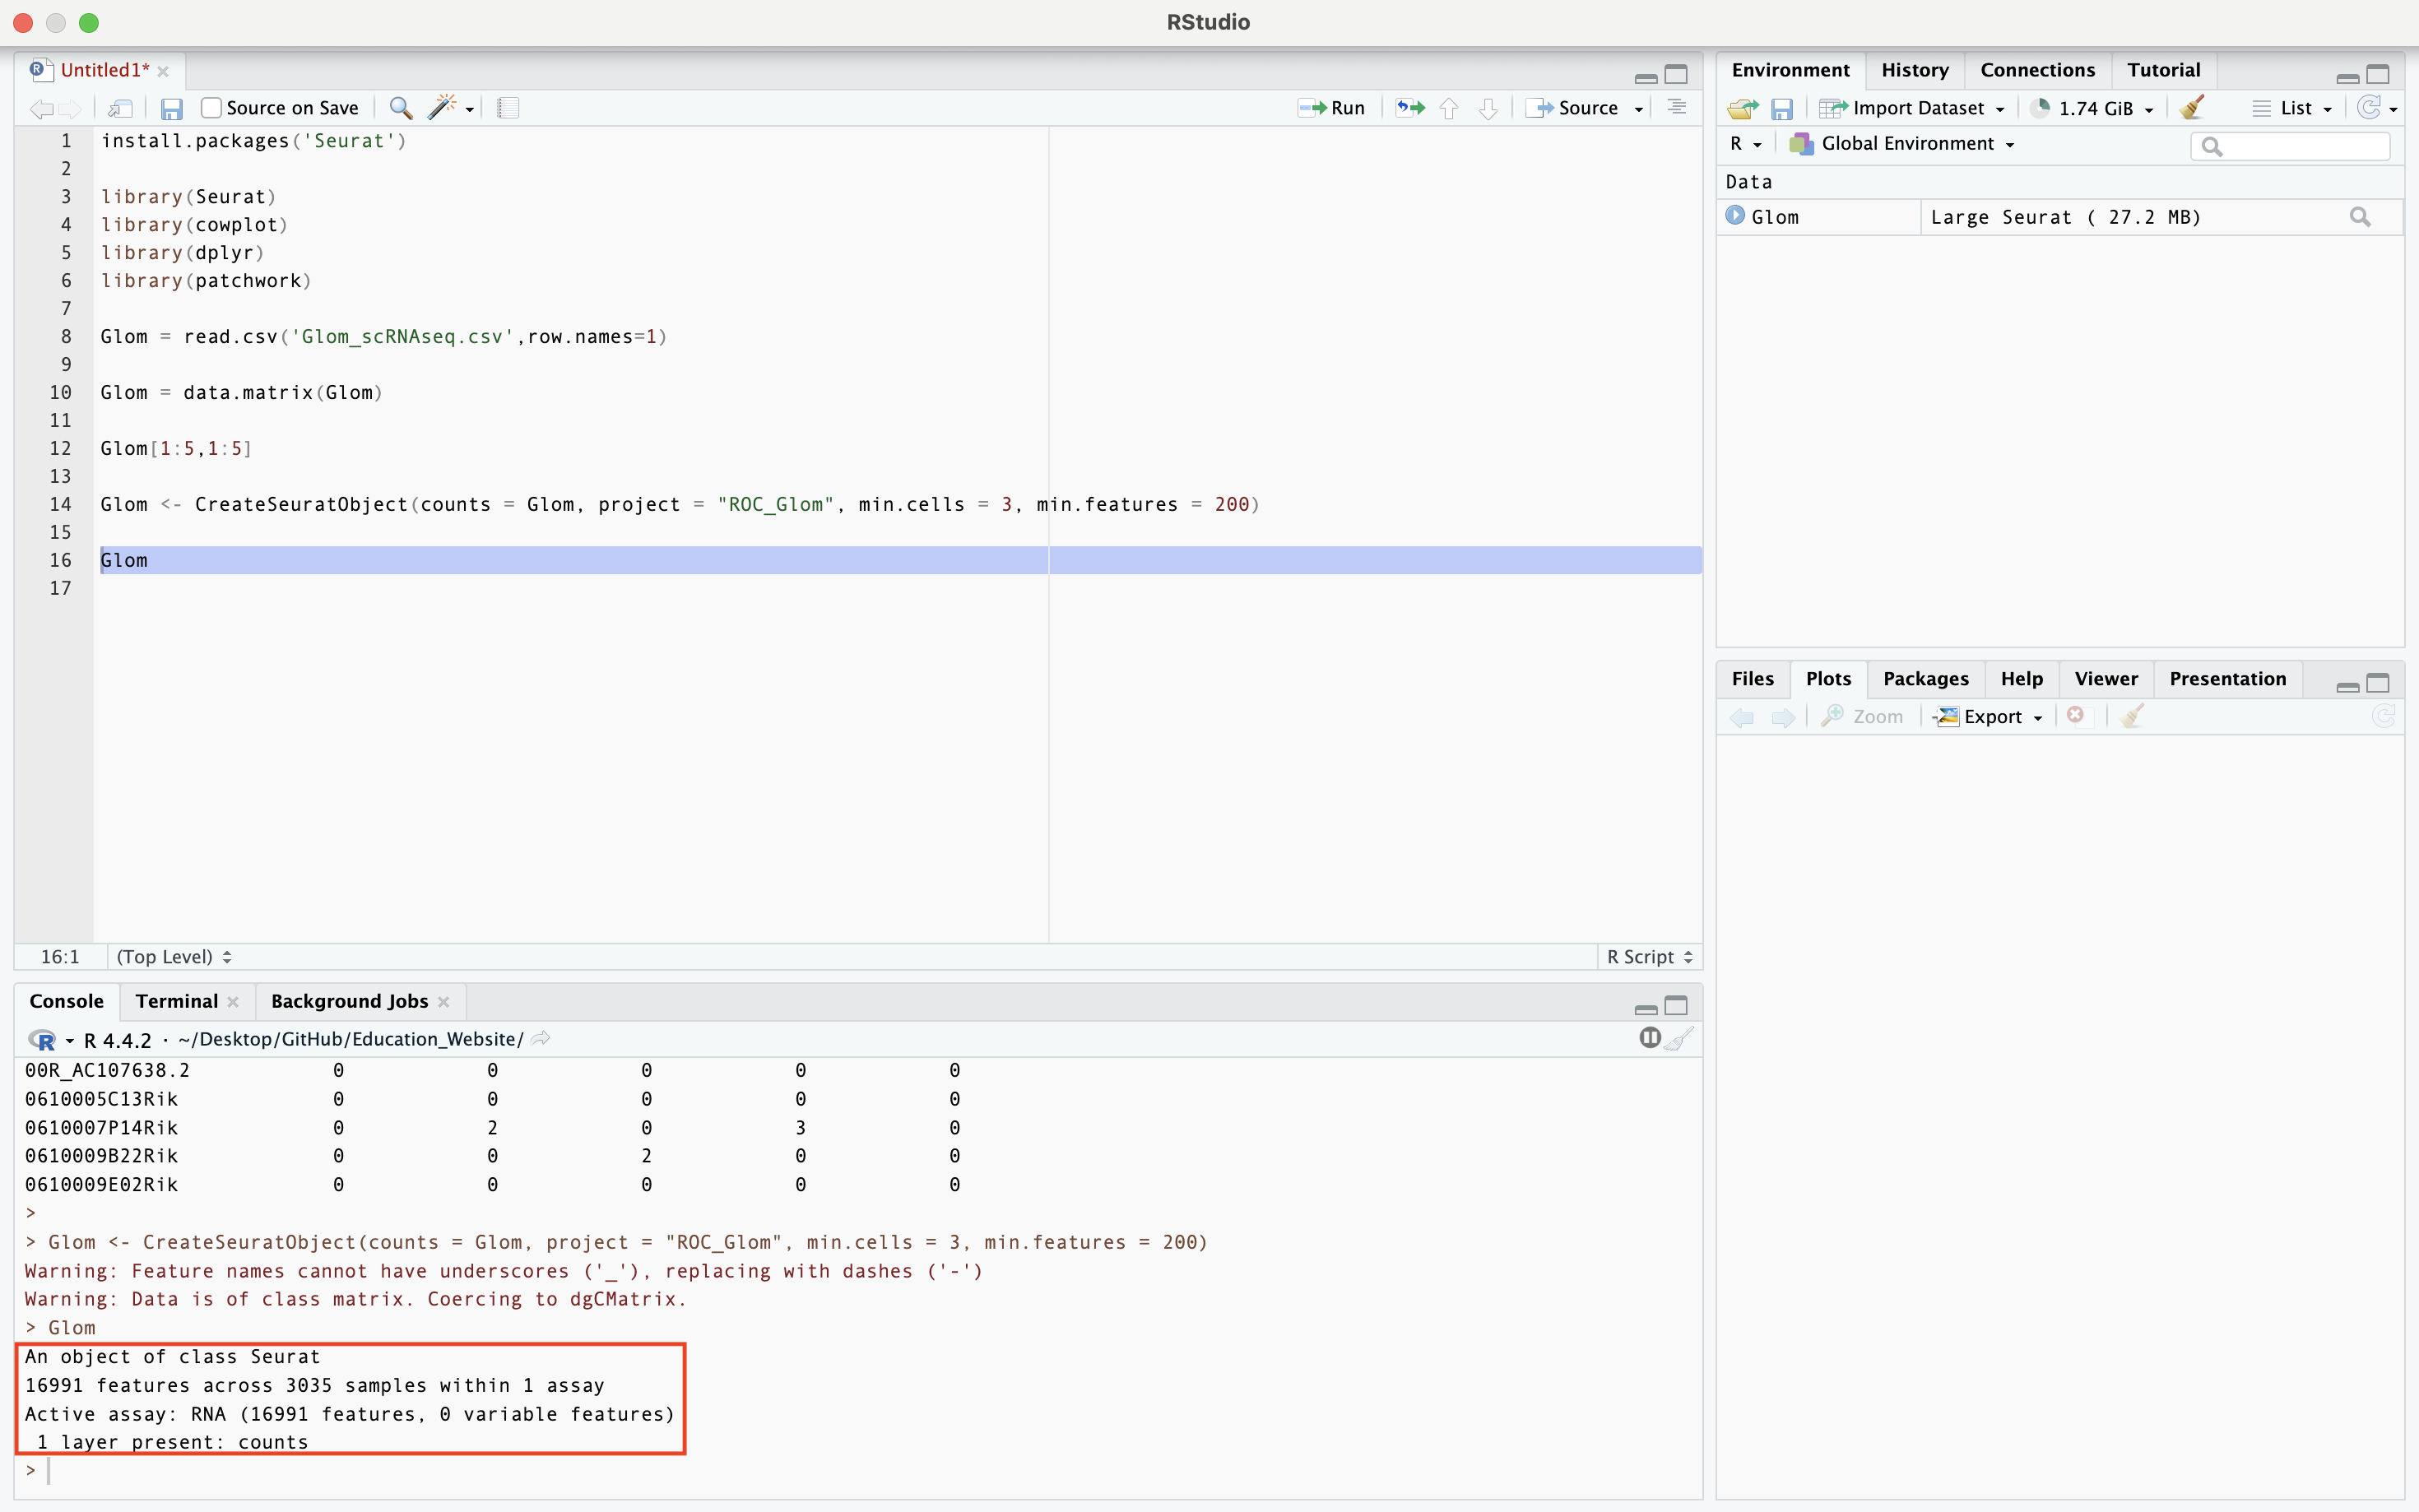 RStudio
Untitled1*
Source on Save
Run
Source
1 install.packages('Seurat')
2
3 library(Seurat)
4 library(cowplot)
5 library(dplyr)
6 library(patchwork)
7
8 Glom = read.csv('Glom_scRNAseq.csv',row.names=1)
9
10 Glom = data.matrix(Glom)
11
12 Glom[1:5,1:5]
13
14 Glom <- CreateSeuratObject(counts = Glom, project = "ROC_Glom", min.cells = 3, min.features = 200)
15
16 Glom
17
16:1 (Top Level) R Script
Console Terminal Background Jobs
R 4.4.2 · ~/Desktop/GitHub/Education_Website/
00R_AC107638.2 0 0 0 0 0
0610005C13Rik 0 0 0 0 0
0610007P14Rik 0 2 0 3 0
0610009B22Rik 0 0 2 0 0
0610009E02Rik 0 0 0 0 0
>
> Glom <- CreateSeuratObject(counts = Glom, project = "ROC_Glom", min.cells = 3, min.features = 200)
Warning: Feature names cannot have underscores ('_'), replacing with dashes ('-')
Warning: Data is of class matrix. Coercing to dgCMatrix.
> Glom
An object of class Seurat
16991 features across 3035 samples within 1 assay
Active assay: RNA (16991 features, 0 variable features)
1 layer present: counts
>
Environment History Connections Tutorial
Import Dataset 1.74 GiB List
R Global Environment
Data
Glom Large Seurat ( 27.2 MB)
Files Plots Packages Help Viewer Presentation
Zoom Export